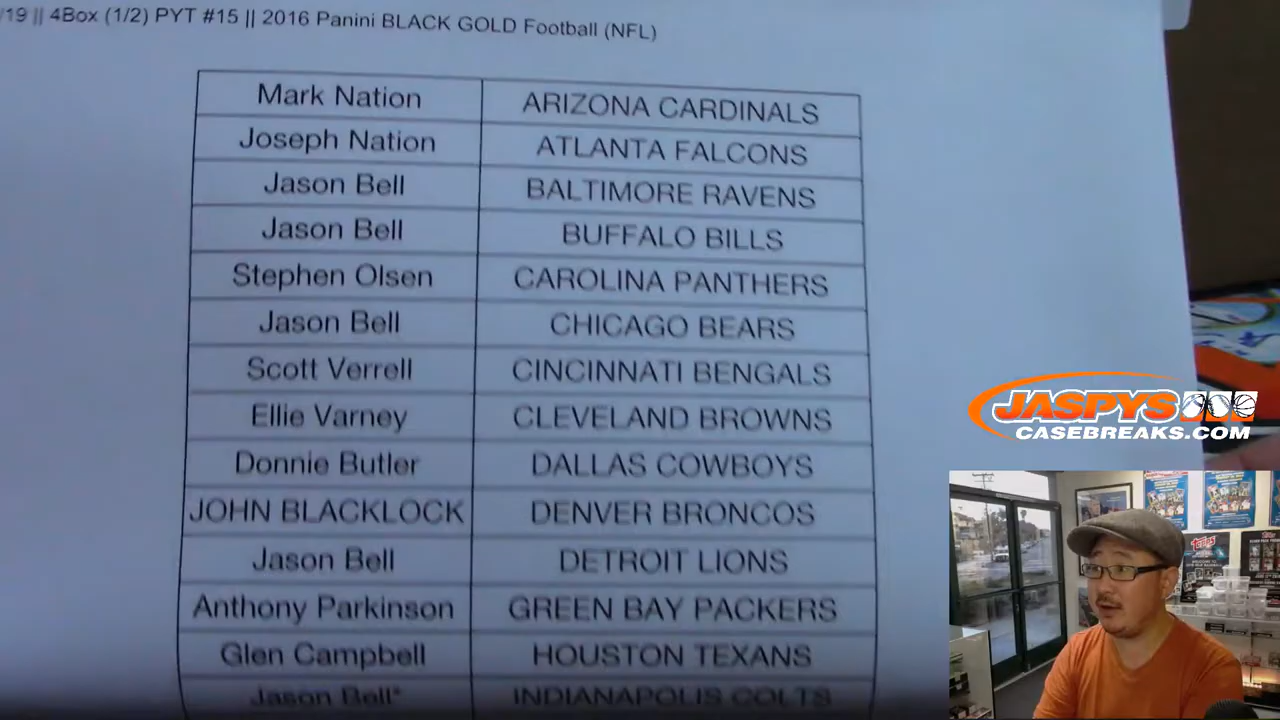 /19 || 4Box (1/2) PYT #15 || 2016 Panini BLACK GOLD Football (NFL)
Mark Nation ARIZONA CARDINALS
Joseph Nation ATLANTA FALCONS
Jason Bell BALTIMORE RAVENS
Jason Bell BUFFALO BILLS
Stephen Olsen CAROLINA PANTHERS
Jason Bell CHICAGO BEARS
Scott Verrell CINCINNATI BENGALS
Ellie Varney CLEVELAND BROWNS
Donnie Butler DALLAS COWBOYS
JOHN BLACKLOCK DENVER BRONCOS
Jason Bell DETROIT LIONS
Anthony Parkinson GREEN BAY PACKERS
Glen Campbell HOUSTON TEXANS
Jason Bell* INDIANAPOLIS COLTS
JASPYS
CASEBREAKS.COM
TOPPS